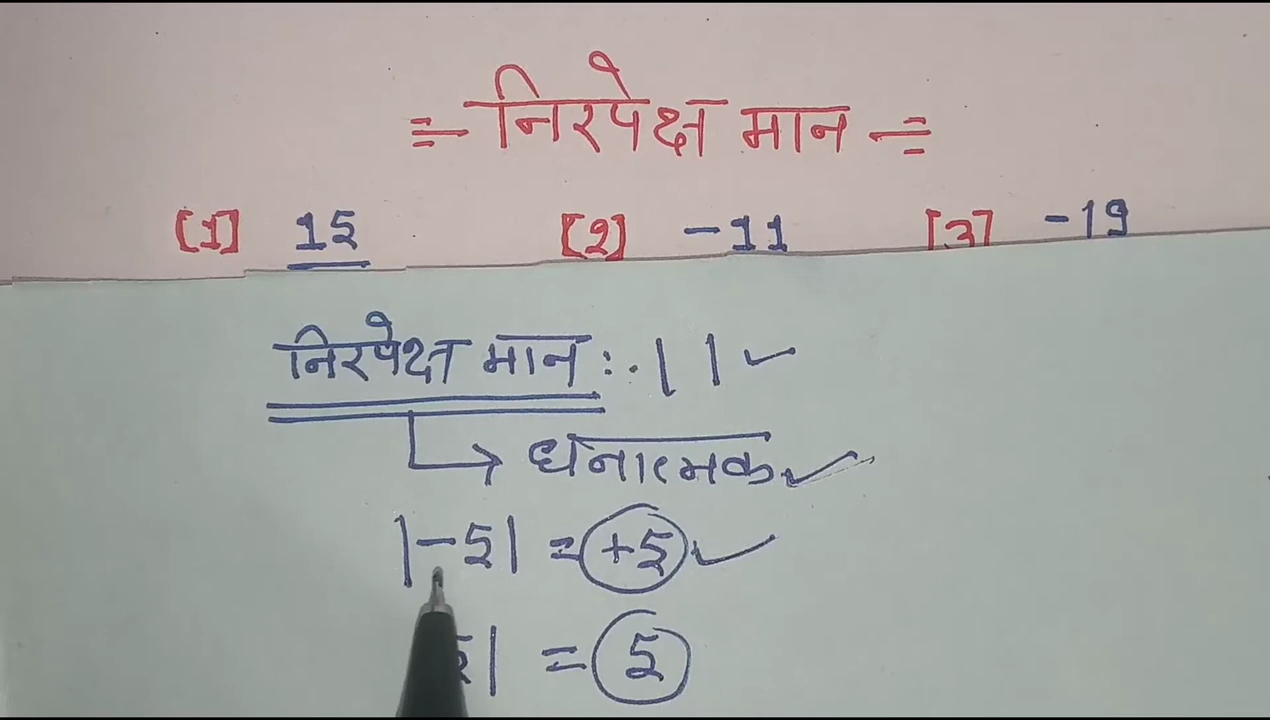 = निरपेक्ष मान =
[1] 15 [2] -11 [3] -19
निरपेक्ष मान : . | | ✓
→ धनात्मक ✓
|-5| = +5 ✓
5| = 5